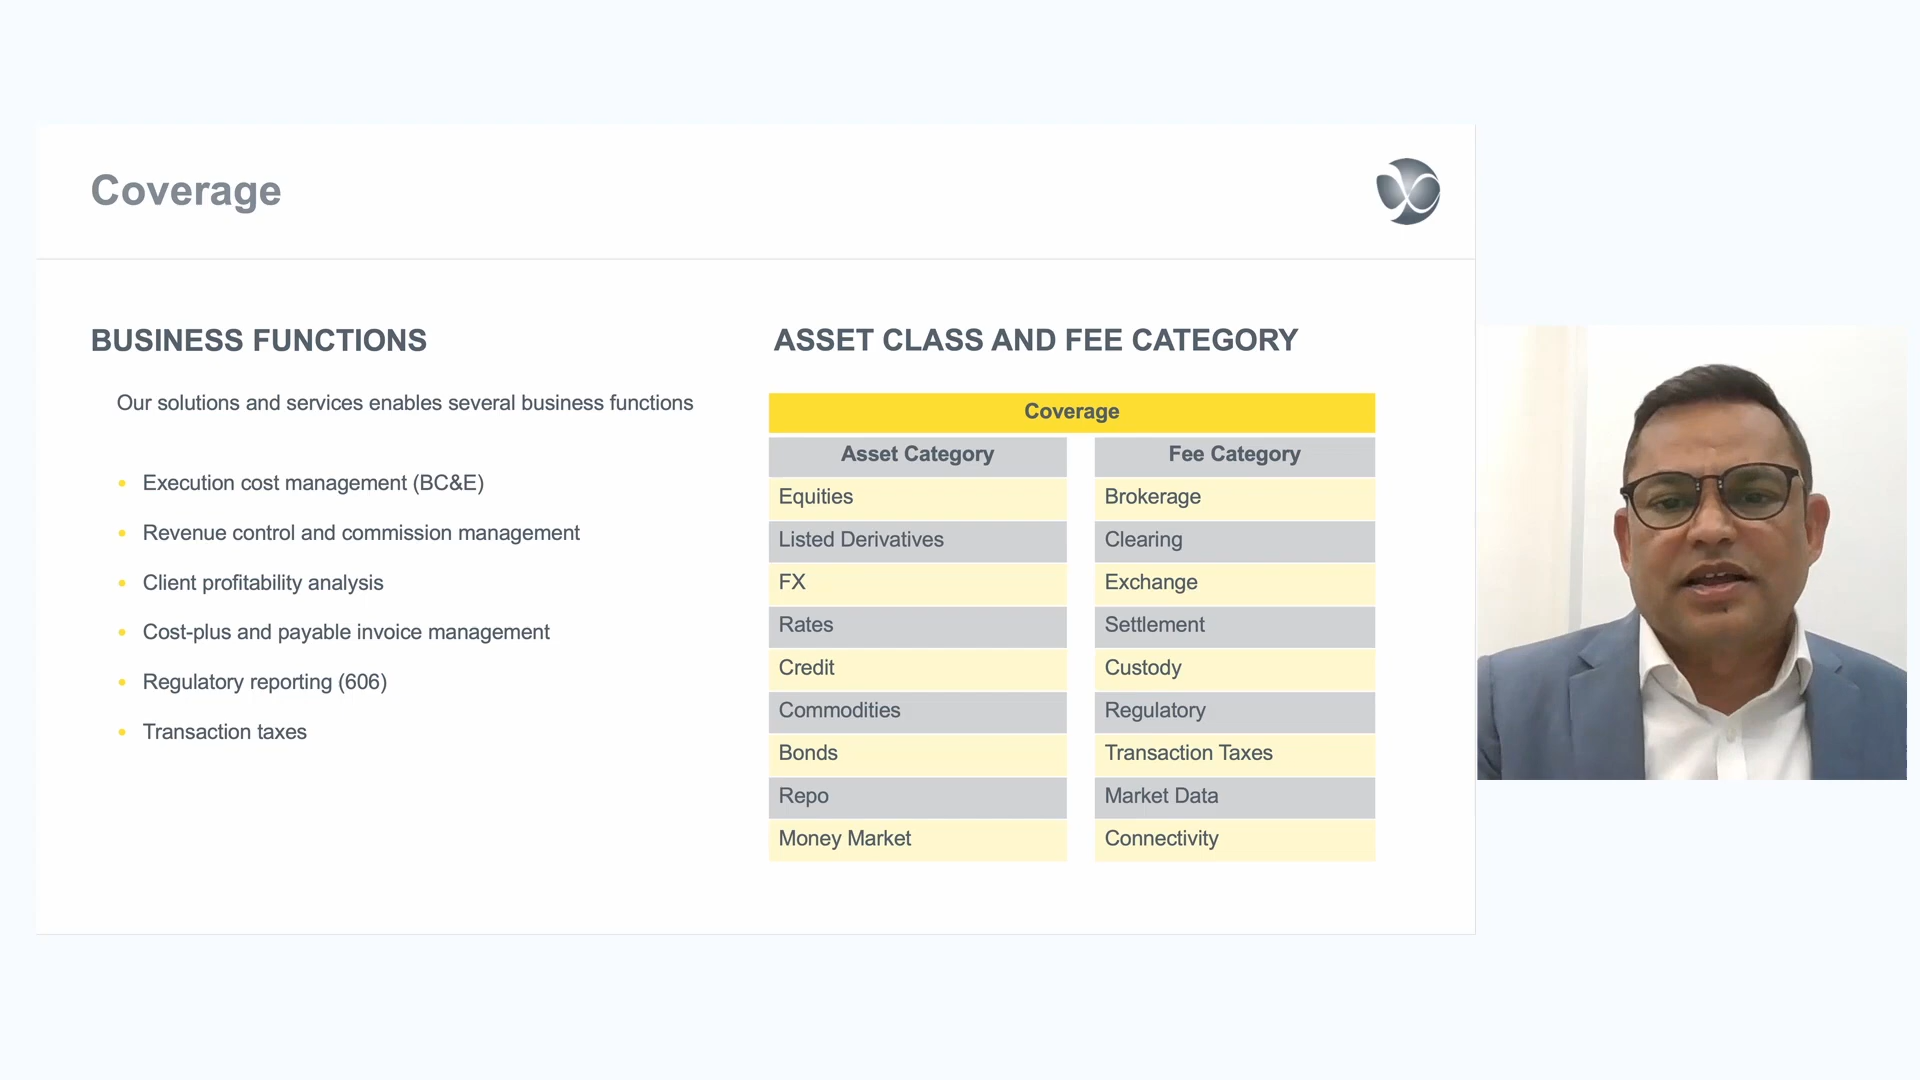 Coverage
BUSINESS FUNCTIONS
Our solutions and services enables several business functions
Execution cost management (BC&E)
Revenue control and commission management
Client profitability analysis
Cost-plus and payable invoice management
Regulatory reporting (606)
Transaction taxes
ASSET CLASS AND FEE CATEGORY
Coverage
Asset Category Fee Category
Equities Brokerage
Listed Derivatives Clearing
FX Exchange
Rates Settlement
Credit Custody
Commodities Regulatory
Bonds Transaction Taxes
Repo Market Data
Money Market Connectivity